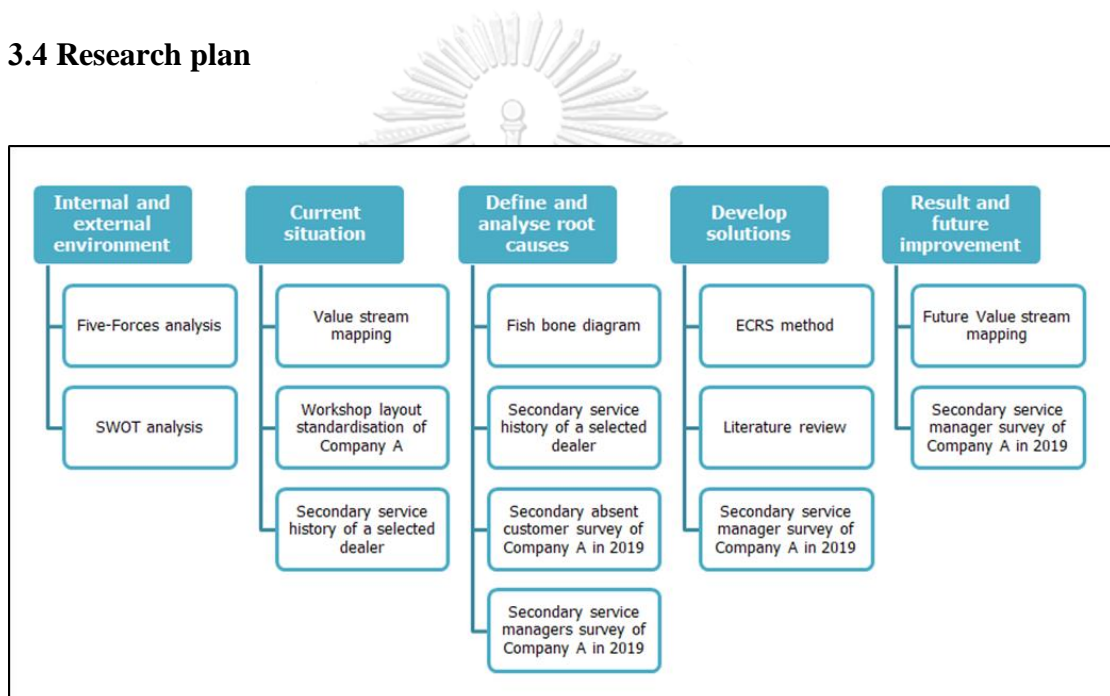 3.4 Research plan
Internal and
external
environment
Five-Forces analysis
SWOT analysis
Current
situation
Value stream
mapping
Workshop layout
standardisation of
Company A
Secondary service
history of a selected
dealer
Define and
analyse root
causes
Fish bone diagram
Secondary service
history of a selected
dealer
Secondary absent
customer survey of
Company A in 2019
Secondary service
managers survey of
Company A in 2019
Develop
solutions
ECRS method
Literature review
Secondary service
manager survey of
Company A in 2019
Result and
future
improvement
Future Value stream
mapping
Secondary service
manager survey of
Company A in 2019